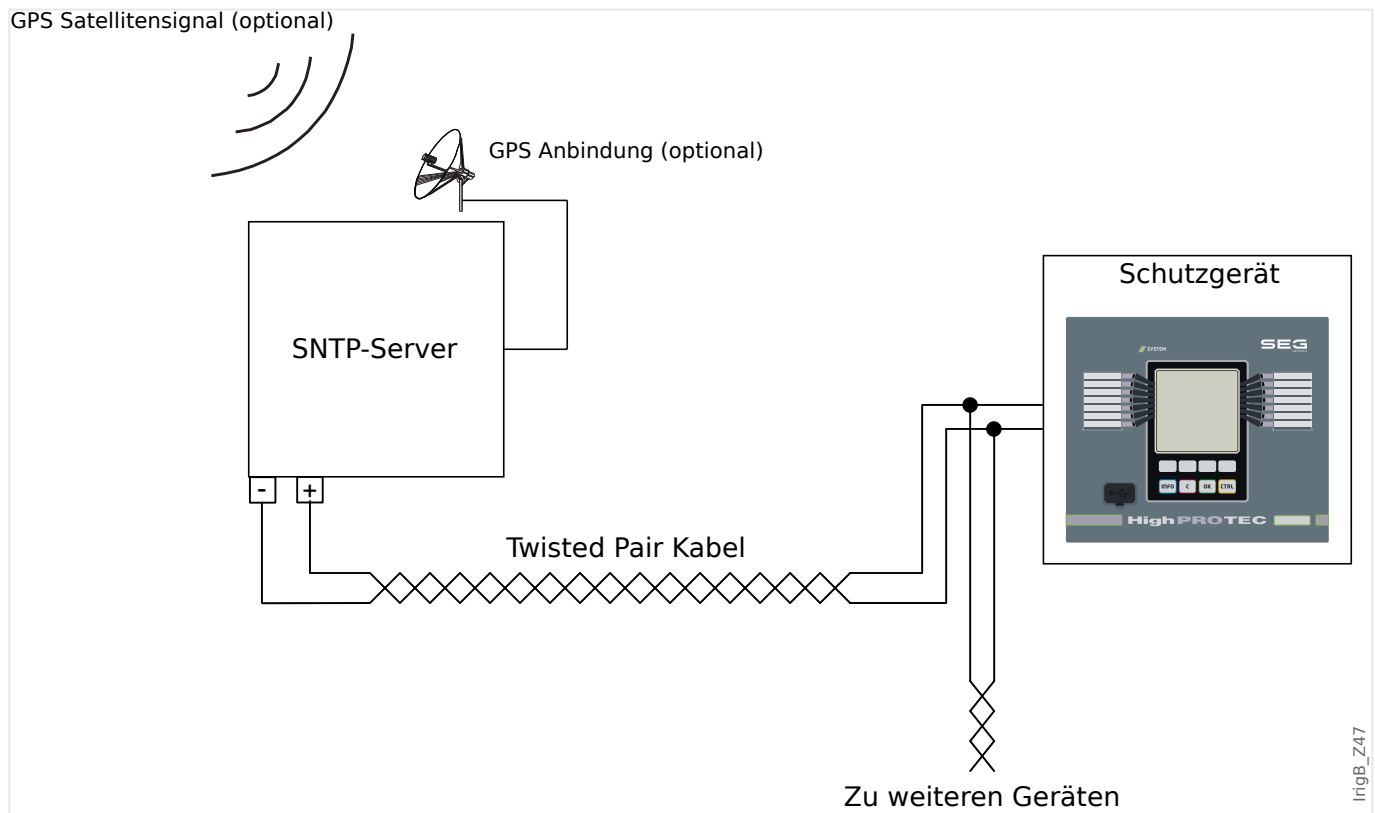 GPS Satellitensignal (optional)
GPS Anbindung (optional)
SNTP-Server
- +
Twisted Pair Kabel
Schutzgerät
SYSTEM
SEG
INFO C OK CTRL
HighPROTEC
Zu weiteren Geräten
IrigB_Z47